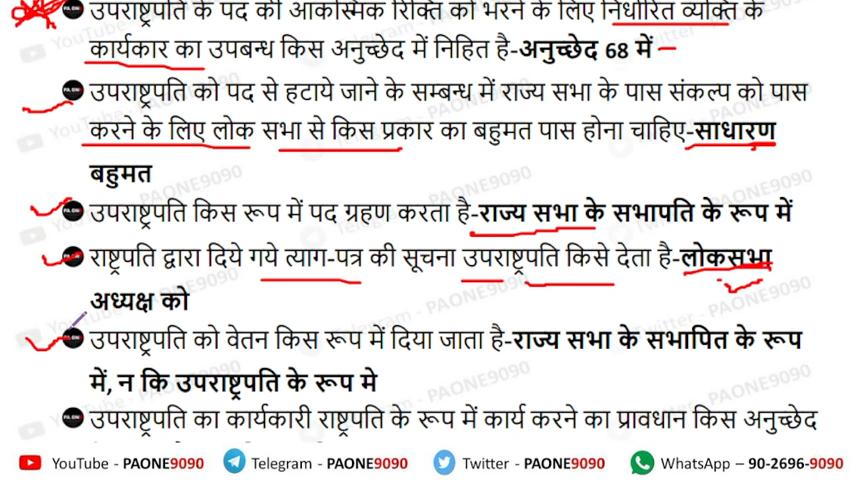 उपराष्ट्रपति के पद की आकस्मिक रिक्ति को भरने के लिए निर्धारित व्यक्ति के
कार्यकार का उपबन्ध किस अनुच्छेद में निहित है-अनुच्छेद 68 में
उपराष्ट्रपति को पद से हटाये जाने के सम्बन्ध में राज्य सभा के पास संकल्प को पास
करने के लिए लोक सभा से किस प्रकार का बहुमत पास होना चाहिए-साधारण
बहुमत
उपराष्ट्रपति किस रूप में पद ग्रहण करता है-राज्य सभा के सभापति के रूप में
राष्ट्रपति द्वारा दिये गये त्याग-पत्र की सूचना उपराष्ट्रपति किसे देता है-लोकसभा
अध्यक्ष को
उपराष्ट्रपति को वेतन किस रूप में दिया जाता है-राज्य सभा के सभापित के रूप
में, न कि उपराष्ट्रपति के रूप मे
उपराष्ट्रपति का कार्यकारी राष्ट्रपति के रूप में कार्य करने का प्रावधान किस अनुच्छेद
YouTube - PAONE9090 Telegram - PAONE9090 Twitter - PAONE9090 WhatsApp – 90-2696-9090